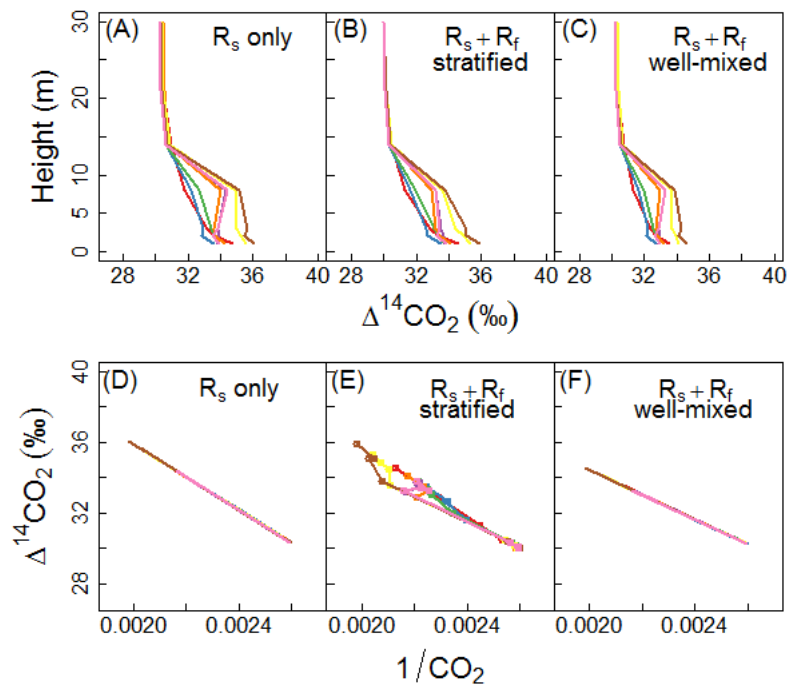 (A) Rs only
(B) Rs + Rf
stratified
(C) Rs + Rf
well-mixed
Height (m)
30
20
10
5
0
28 32 36 40
28 32 36 40
28 32 36 40
Δ14CO2 (‰)
(D) Rs only
(E) Rs + Rf
stratified
(F) Rs + Rf
well-mixed
Δ14CO2
(‰)
40
36
32
28
0.0020 0.0024
0.0020 0.0024
0.0020 0.0024
1/CO2